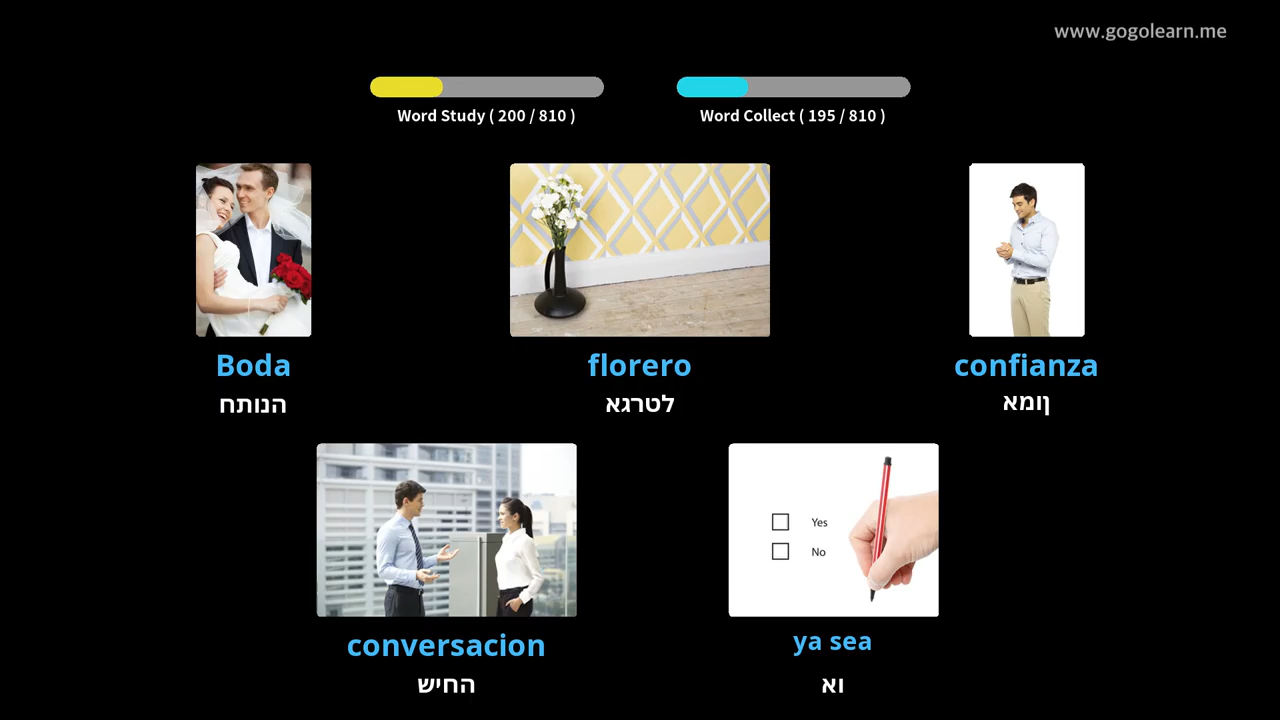 www.gogolearn.me
Word Study ( 200 / 810 )
Word Collect ( 195 / 810 )
Boda
הנותח
florero
לטרגא
confianza
ןומא
conversacion
החיש
Yes
No
ya sea
וא